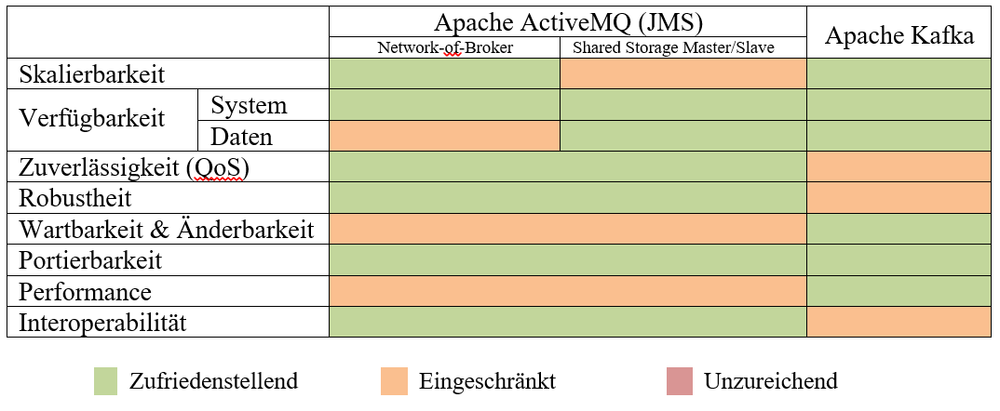 Apache ActiveMQ (JMS)
Apache Kafka
Network-of-Broker
Shared Storage Master/Slave
Skalierbarkeit
Verfügbarkeit
System
Daten
Zuverlässigkeit (QoS)
Robustheit
Wartbarkeit & Änderbarkeit
Portierbarkeit
Performance
Interoperabilität
Zufriedenstellend
Eingeschränkt
Unzureichend